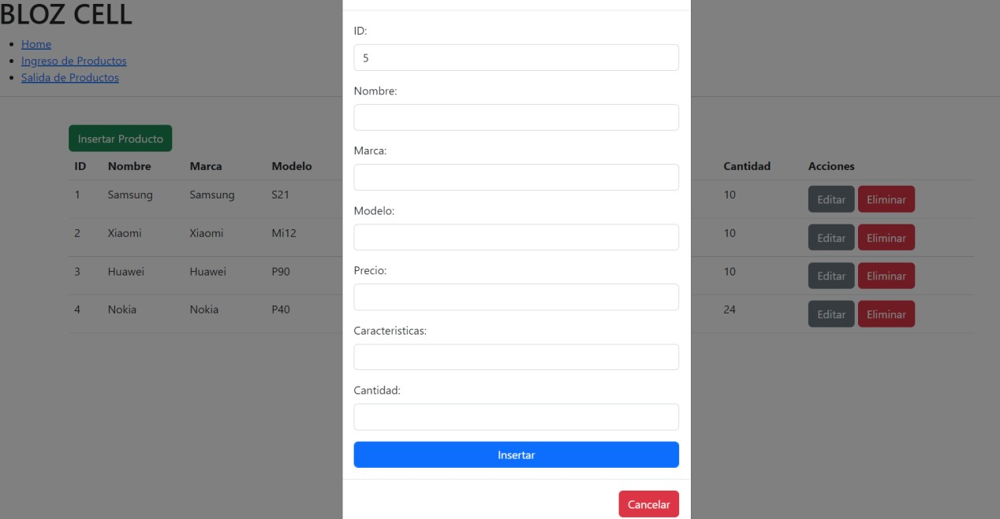 BLOZ CELL
Home
Ingreso de Productos
Salida de Productos
Insertar Producto
ID Nombre Marca Modelo Cantidad Acciones
1 Samsung Samsung S21 10 Editar Eliminar
2 Xiaomi Xiaomi Mi12 10 Editar Eliminar
3 Huawei Huawei P90 10 Editar Eliminar
4 Nokia Nokia P40 24 Editar Eliminar
ID:
5
Nombre:
Marca:
Modelo:
Precio:
Caracteristicas:
Cantidad:
Insertar
Cancelar